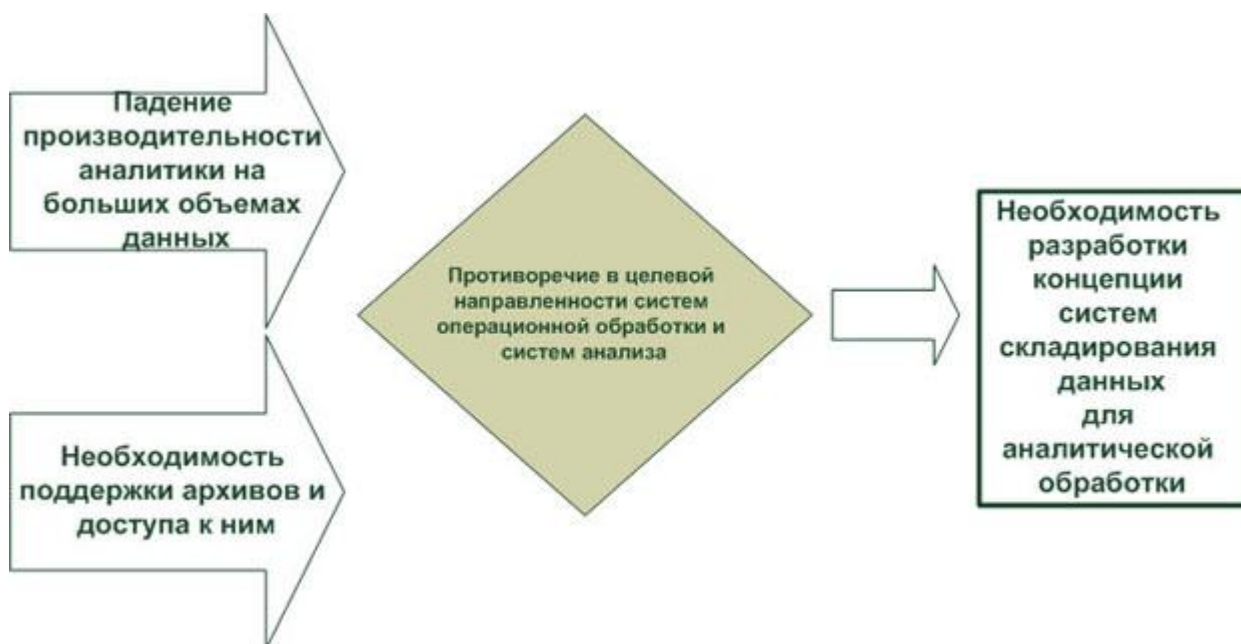 Падение
производительности
аналитики на
больших объемах
данных
Необходимость
поддержки архивов и
доступа к ним
Противоречие в целевой
направленности систем
операционной обработки и
систем анализа
Необходимость
разработки
концепции
систем
складирования
данных
для
аналитической
обработки